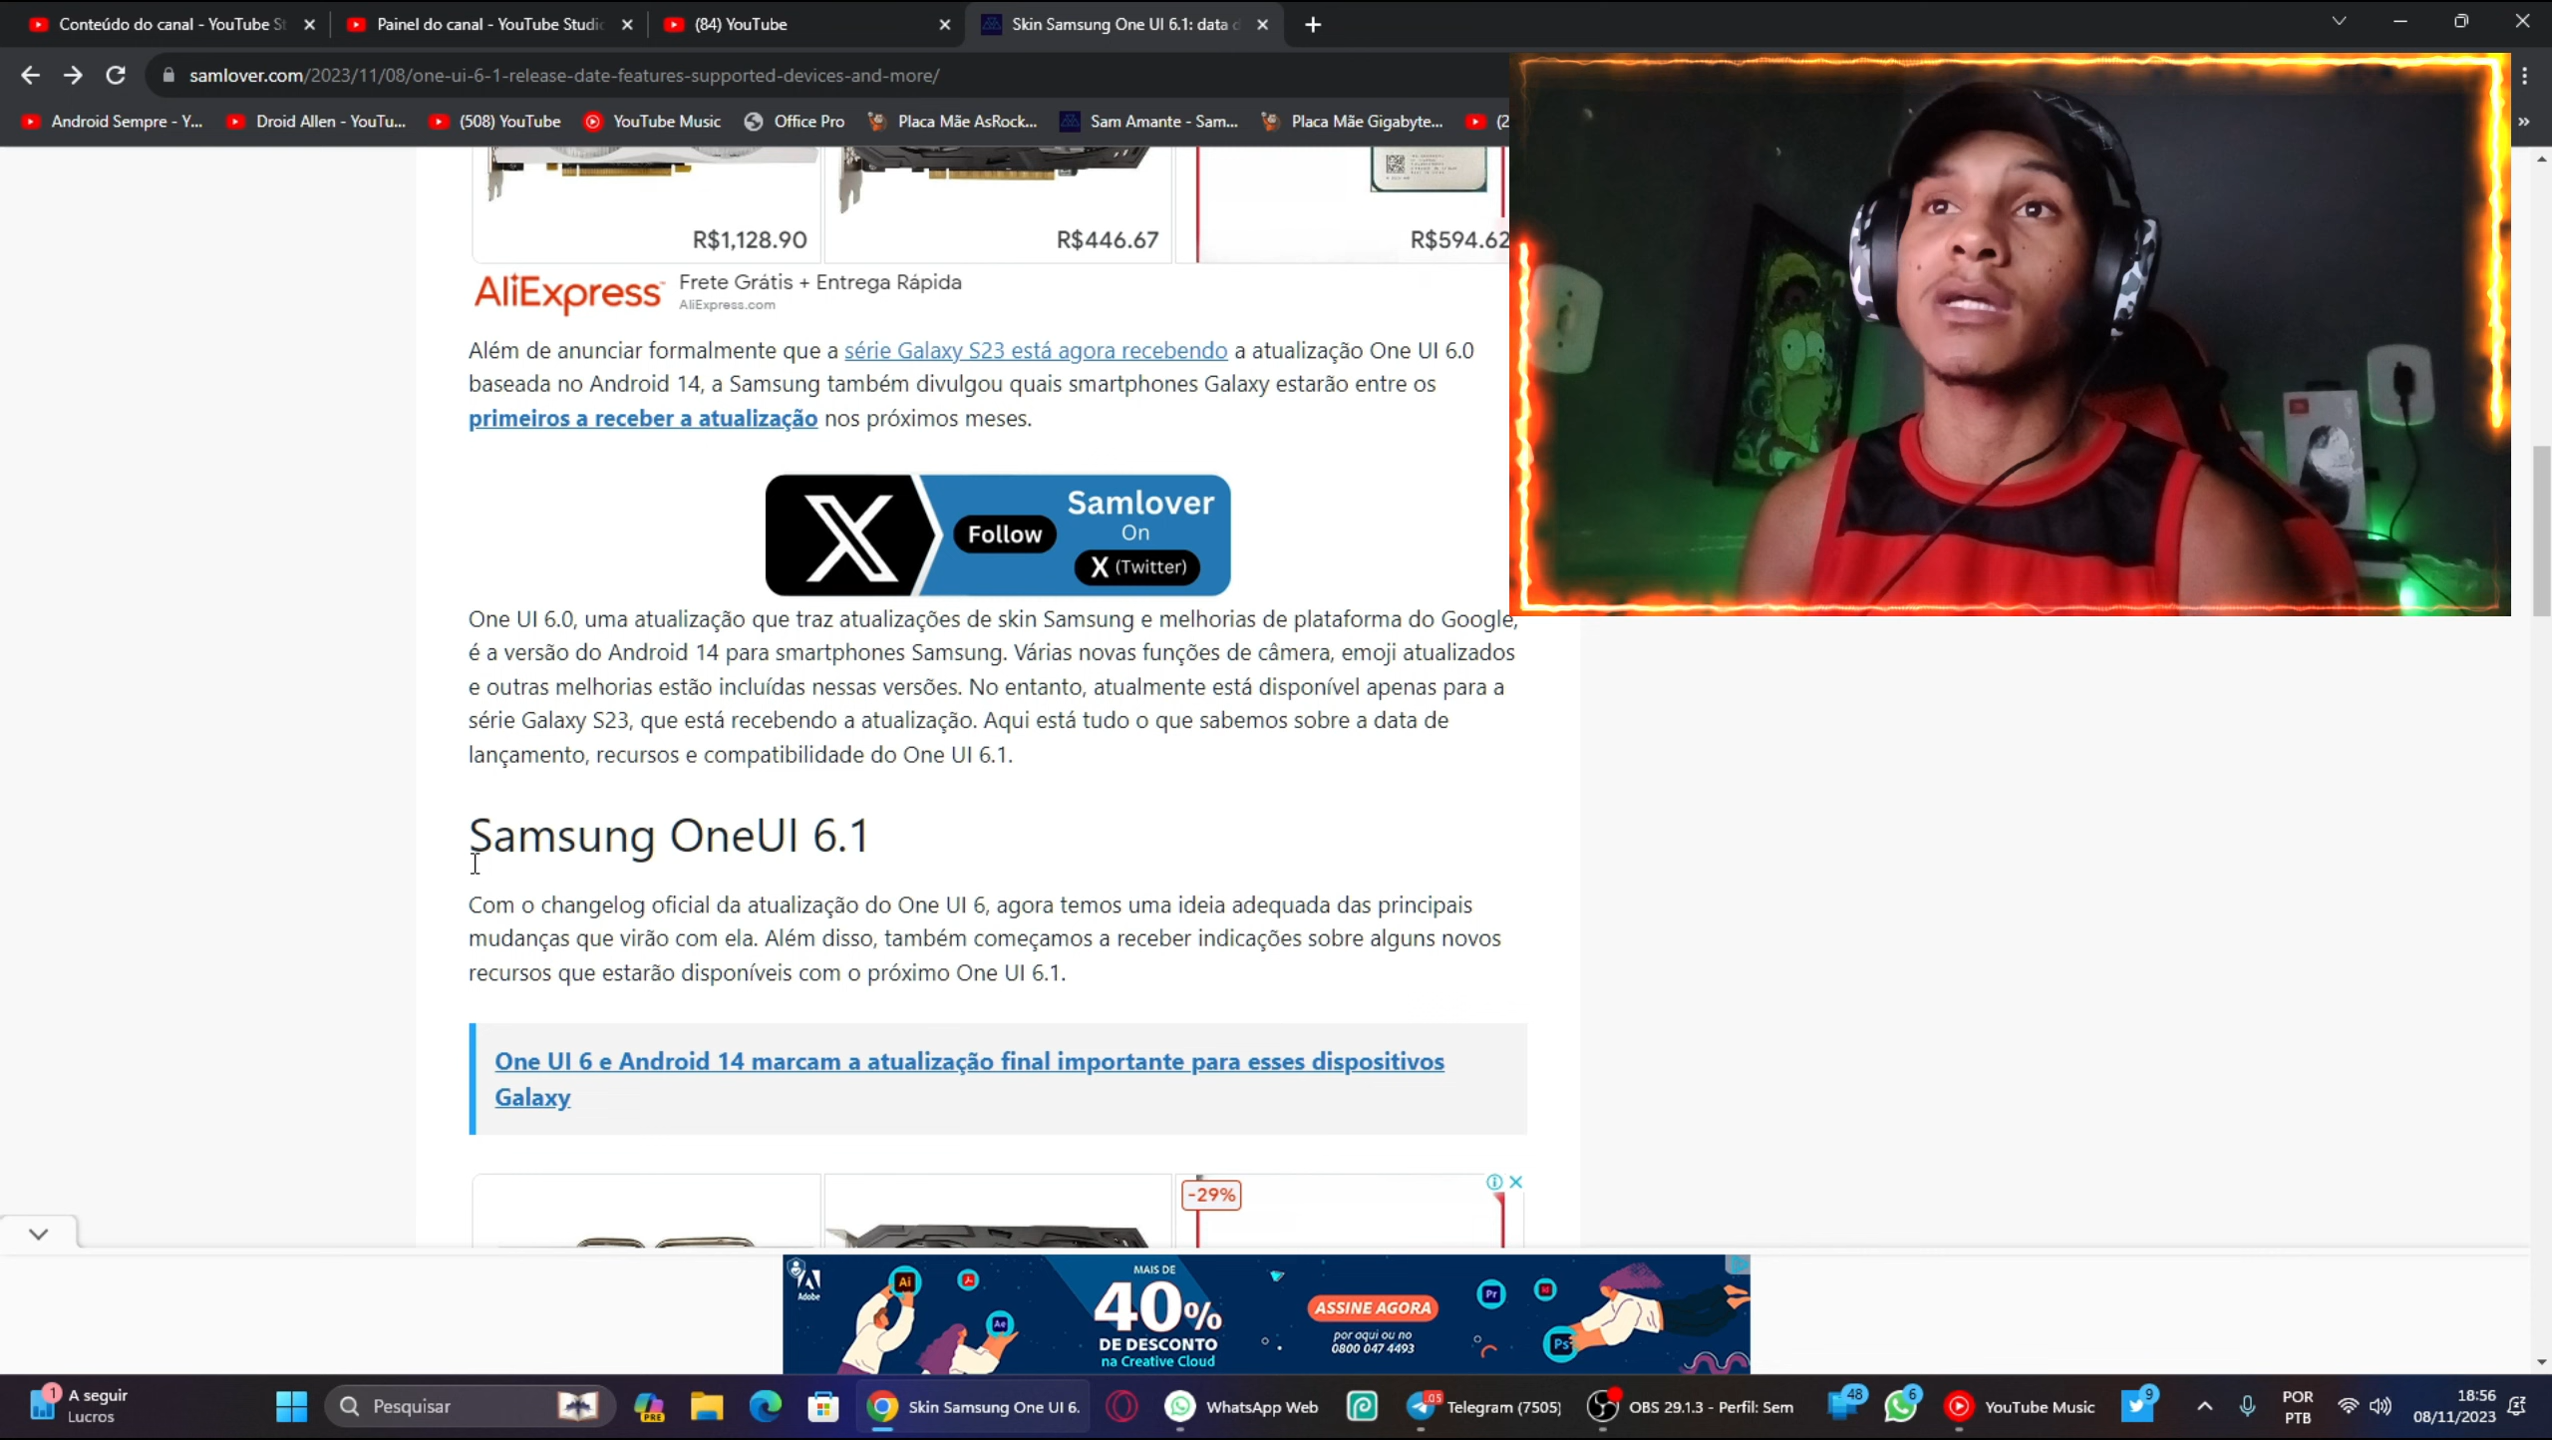 Conteúdo do canal - YouTube St
Painel do canal - YouTube Studio
(84) YouTube
Skin Samsung One UI 6.1: data d
samlover.com/2023/11/08/one-ui-6-1-release-date-features-supported-devices-and-more/
Android Sempre - Y...
Droid Allen - YouTu...
(508) YouTube
YouTube Music
Office Pro
Placa Mãe AsRock...
Sam Amante - Sam...
Placa Mãe Gigabyte...
(2
R$1,128.90
R$446.67
R$594.62
AliExpress
Frete Grátis + Entrega Rápida
AliExpress.com
Além de anunciar formalmente que a série Galaxy S23 está agora recebendo a atualização One UI 6.0
baseada no Android 14, a Samsung também divulgou quais smartphones Galaxy estarão entre os
primeiros a receber a atualização nos próximos meses.
X
Follow
Samlover
On
X (Twitter)
One UI 6.0, uma atualização que traz atualizações de skin Samsung e melhorias de plataforma do Google,
é a versão do Android 14 para smartphones Samsung. Várias novas funções de câmera, emoji atualizados
e outras melhorias estão incluídas nessas versões. No entanto, atualmente está disponível apenas para a
série Galaxy S23, que está recebendo a atualização. Aqui está tudo o que sabemos sobre a data de
lançamento, recursos e compatibilidade do One UI 6.1.
Samsung OneUI 6.1
Com o changelog oficial da atualização do One UI 6, agora temos uma ideia adequada das principais
mudanças que virão com ela. Além disso, também começamos a receber indicações sobre alguns novos
recursos que estarão disponíveis com o próximo One UI 6.1.
One UI 6 e Android 14 marcam a atualização final importante para esses dispositivos
Galaxy
-29%
Adobe
Ai
Ae
MAIS DE
40%
DE DESCONTO
na Creative Cloud
ASSINE AGORA
por aqui ou no
0800 047 4493
Pr
Id
Ps
1
A seguir
Lucros
Pesquisar
PRE
Skin Samsung One UI 6.
WhatsApp Web
.05
Telegram (7505)
OBS 29.1.3 - Perfil: Sem
48
6
YouTube Music
9
POR
PTB
18:56
08/11/2023